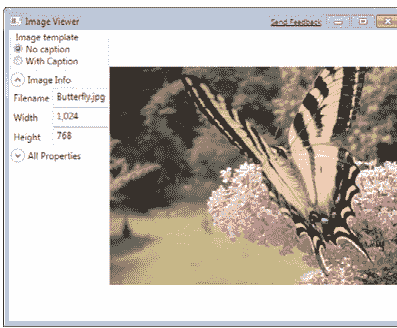 Image Viewer
Send Feedback
Image template
No caption
With Caption
Image Info
Filename Butterfly.jpg
Width 1,024
Height 768
All Properties